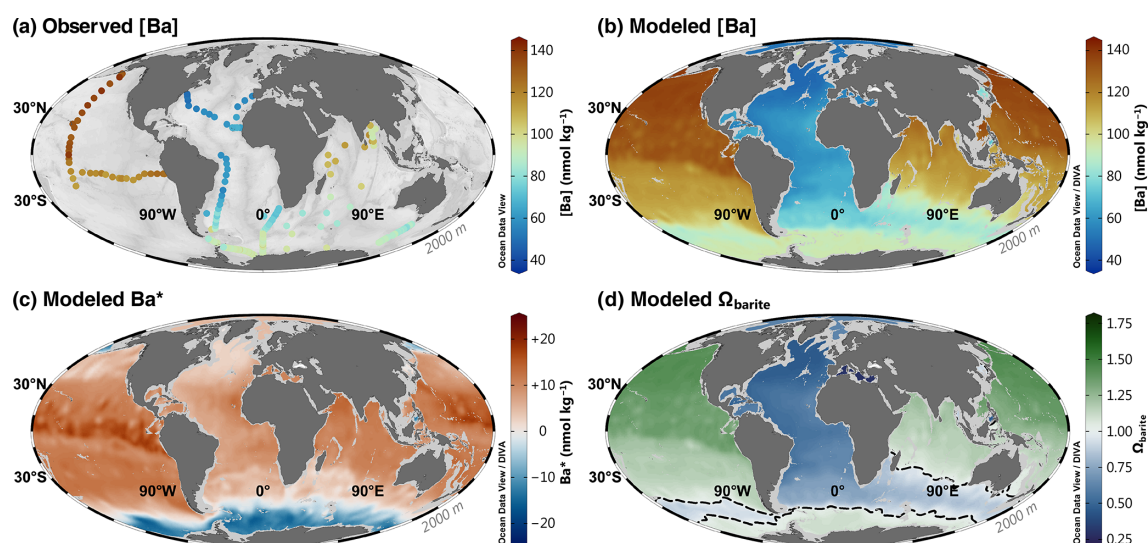 (a) Observed [Ba]
30°N
30°S
90°W
0°
90°E
2000 m
Ocean Data View
140
120
100
80
60
40
[Ba] (nmol kg⁻¹)
(b) Modeled [Ba]
30°N
30°S
90°W
0°
90°E
2000 m
Ocean Data View / DIVA
140
120
100
80
60
40
[Ba] (nmol kg⁻¹)
(c) Modeled Ba*
30°N
30°S
90°W
0°
90°E
2000 m
Ocean Data View / DIVA
+20
+10
0
−10
−20
Ba* (nmol kg⁻¹)
(d) Modeled Ωbarite
30°N
30°S
90°W
0°
90°E
2000 m
Ocean Data View / DIVA
1.75
1.50
1.25
1.00
0.75
0.50
0.25
Ωbarite